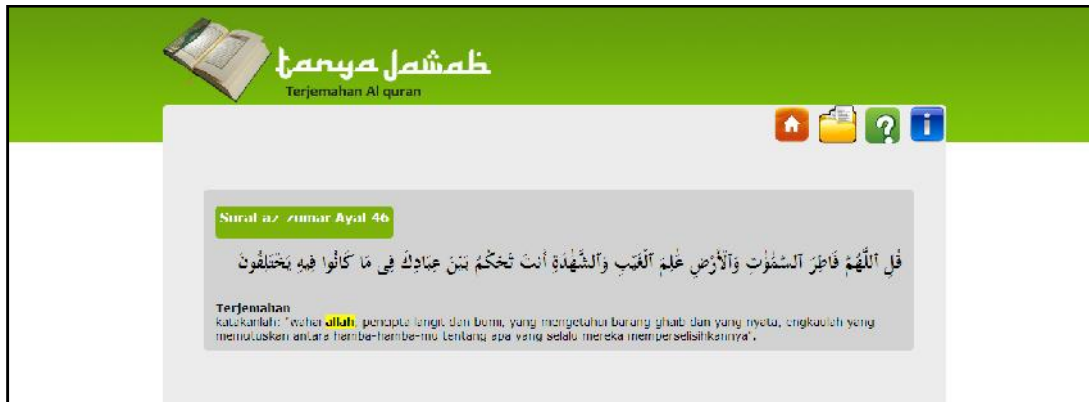 tanya Jawab
Terjemahan Al quran
Surat az-zumar Ayat 46
قُلِ ٱللَّهُمَّ فَاطِرَ ٱلسَّمَٰوَٰتِ وَٱلْأَرْضِ عَٰلِمَ ٱلْغَيْبِ وَٱلشَّهَٰدَةِ أَنتَ تَحْكُمُ بَيْنَ عِبَادِكَ فِى مَا كَانُوا فِيهِ يَخْتَلِفُونَ
Terjemahan
katakanlah: "wahai allah, pencipta langit dan bumi, yang mengetahui barang ghaib dan yang nyata, engkaulah yang
memutuskan antara hamba-hamba-mu tentang apa yang selalu mereka memperselisihkannya".